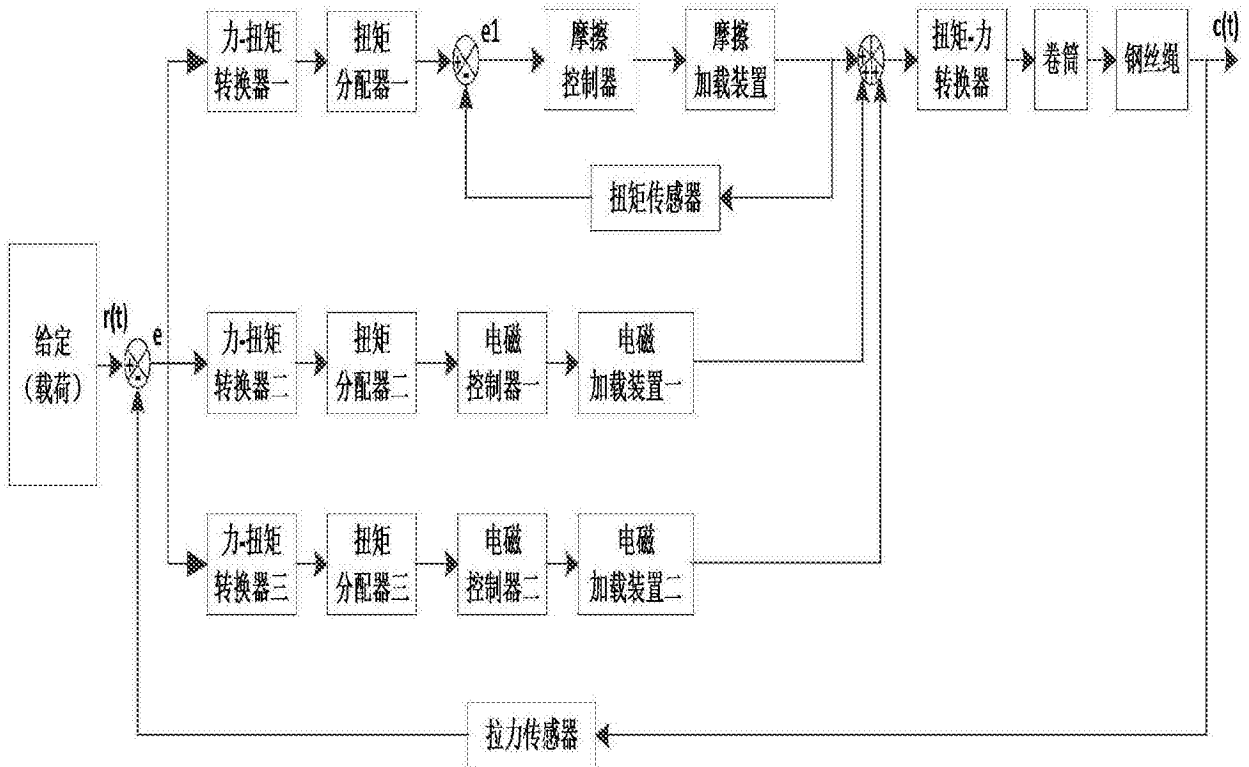 力-扭矩
转换器一
扭矩
分配器一
e1
摩擦
控制器
摩擦
加载装置
扭矩-力
转换器
卷筒
钢丝绳
c(t)
扭矩传感器
给定
（载荷）
r(t)
e
力-扭矩
转换器二
扭矩
分配器二
电磁
控制器一
电磁
加载装置一
力-扭矩
转换器三
扭矩
分配器三
电磁
控制器二
电磁
加载装置二
拉力传感器